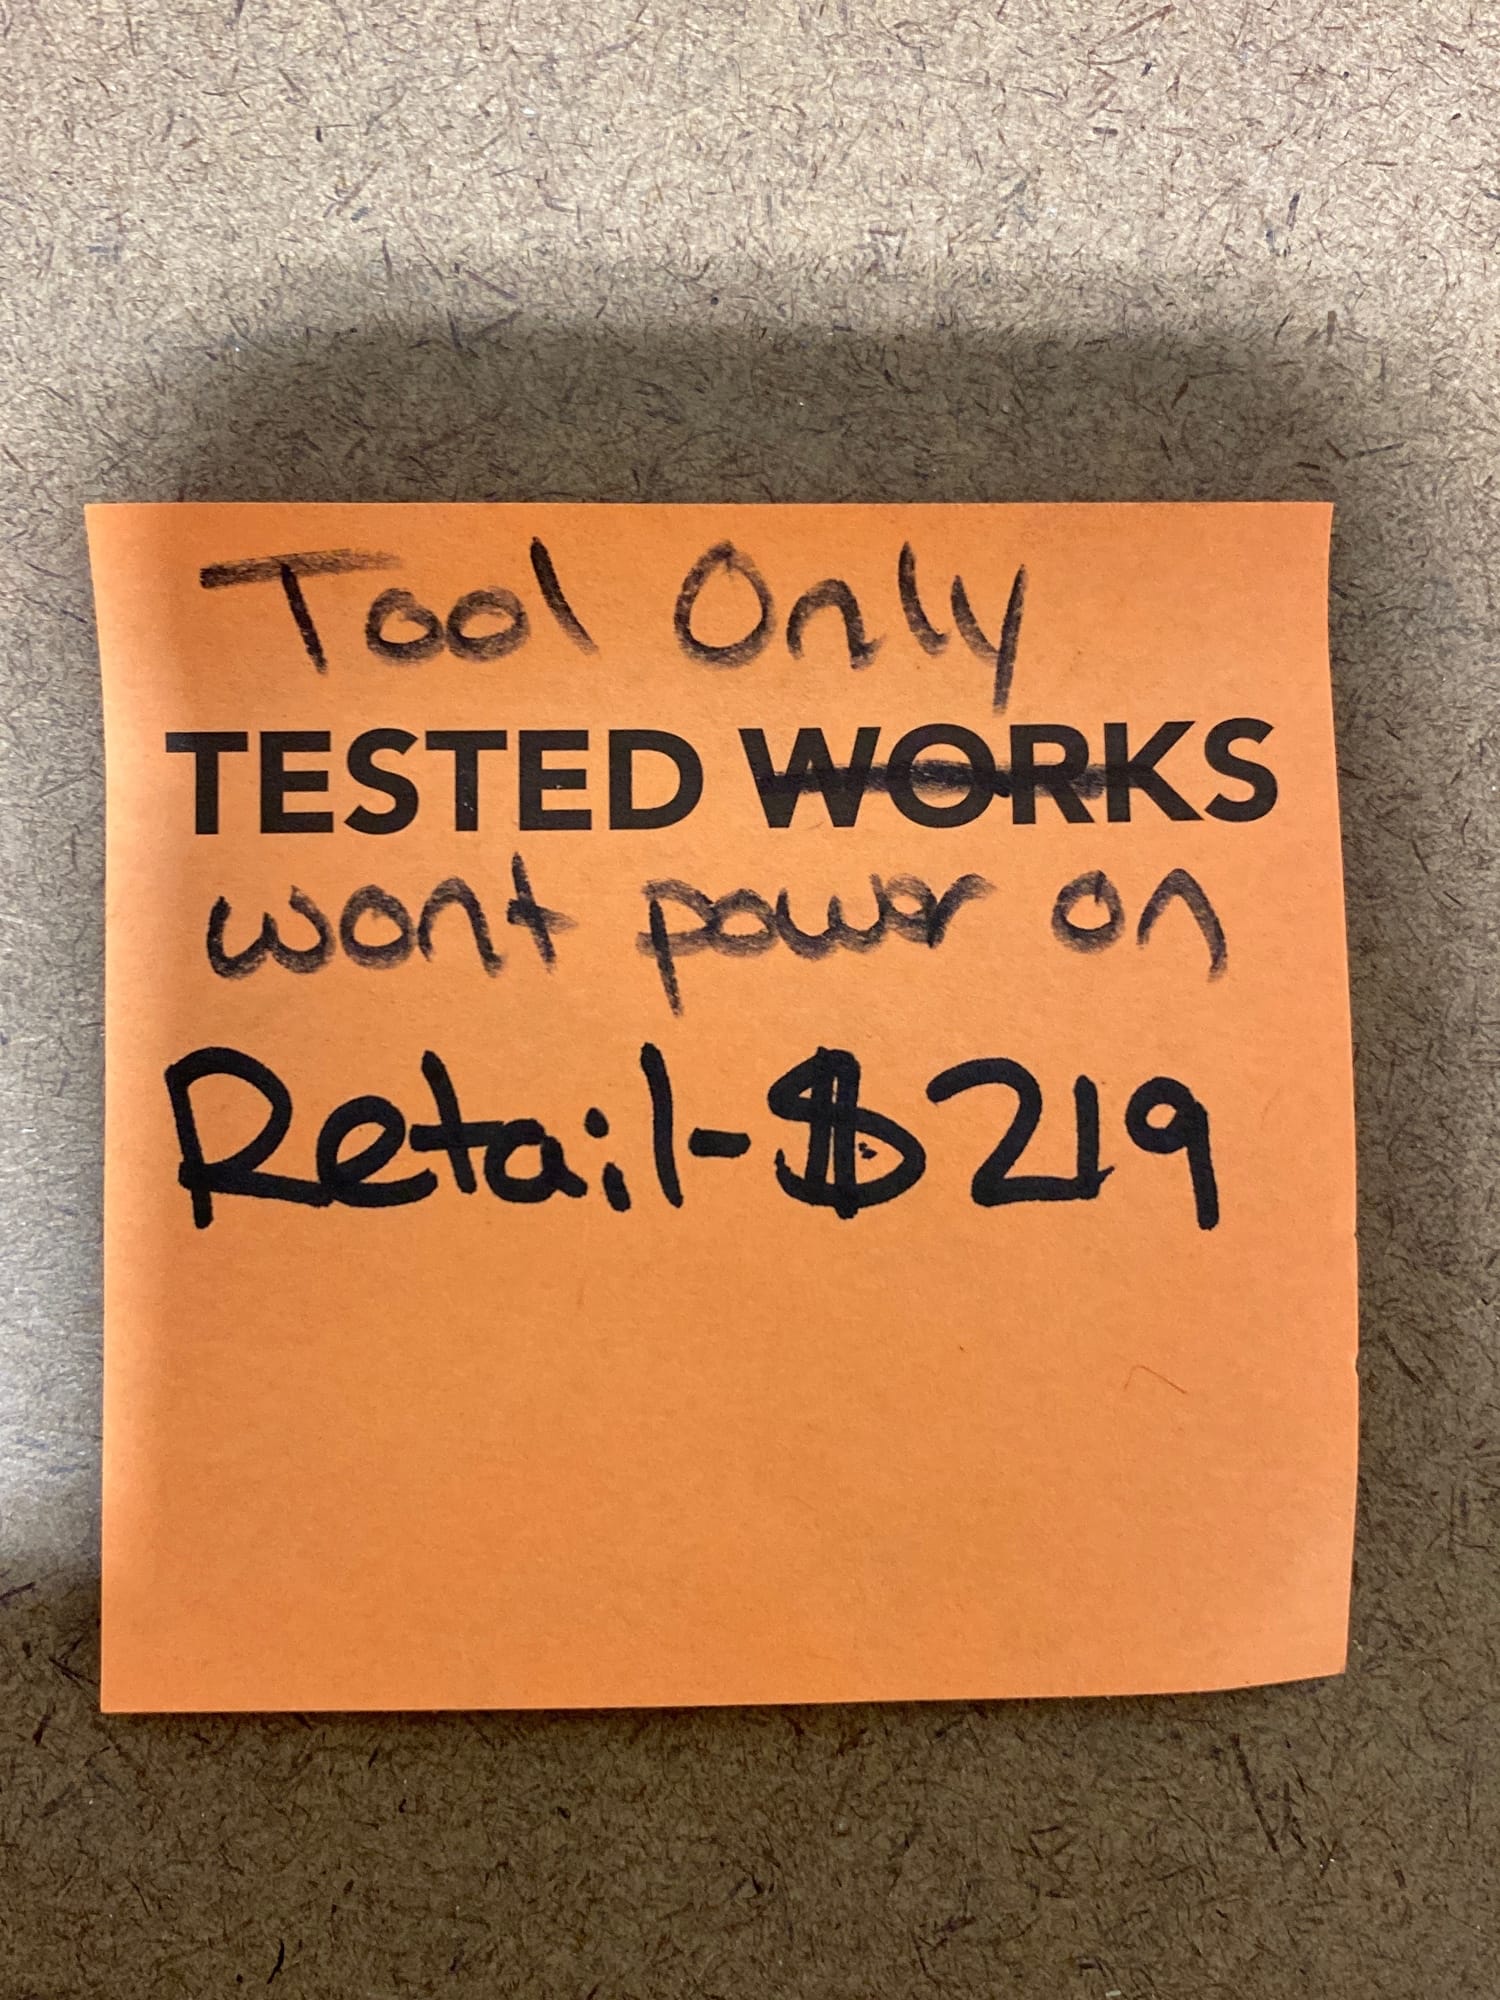 Tool Only
TESTED WORKS
wont power on
Retail-$219